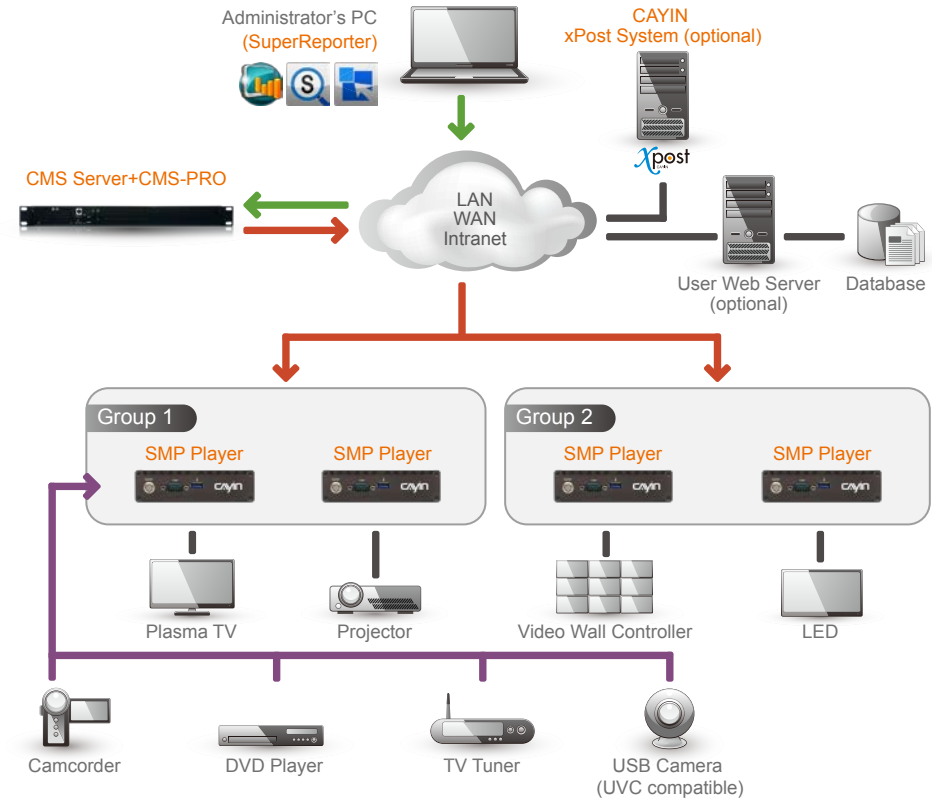 Administrator's PC
(SuperReporter)
CAYIN
xPost System (optional)
S
Xpost
CAYIN
CMS Server+CMS-PRO
LAN
WAN
Intranet
User Web Server
(optional)
Database
Group 1
Group 2
SMP Player
SMP Player
SMP Player
SMP Player
CAYIN
CAYIN
CAYIN
CAYIN
Plasma TV
Projector
Video Wall Controller
LED
Camcorder
DVD Player
TV Tuner
USB Camera
(UVC compatible)